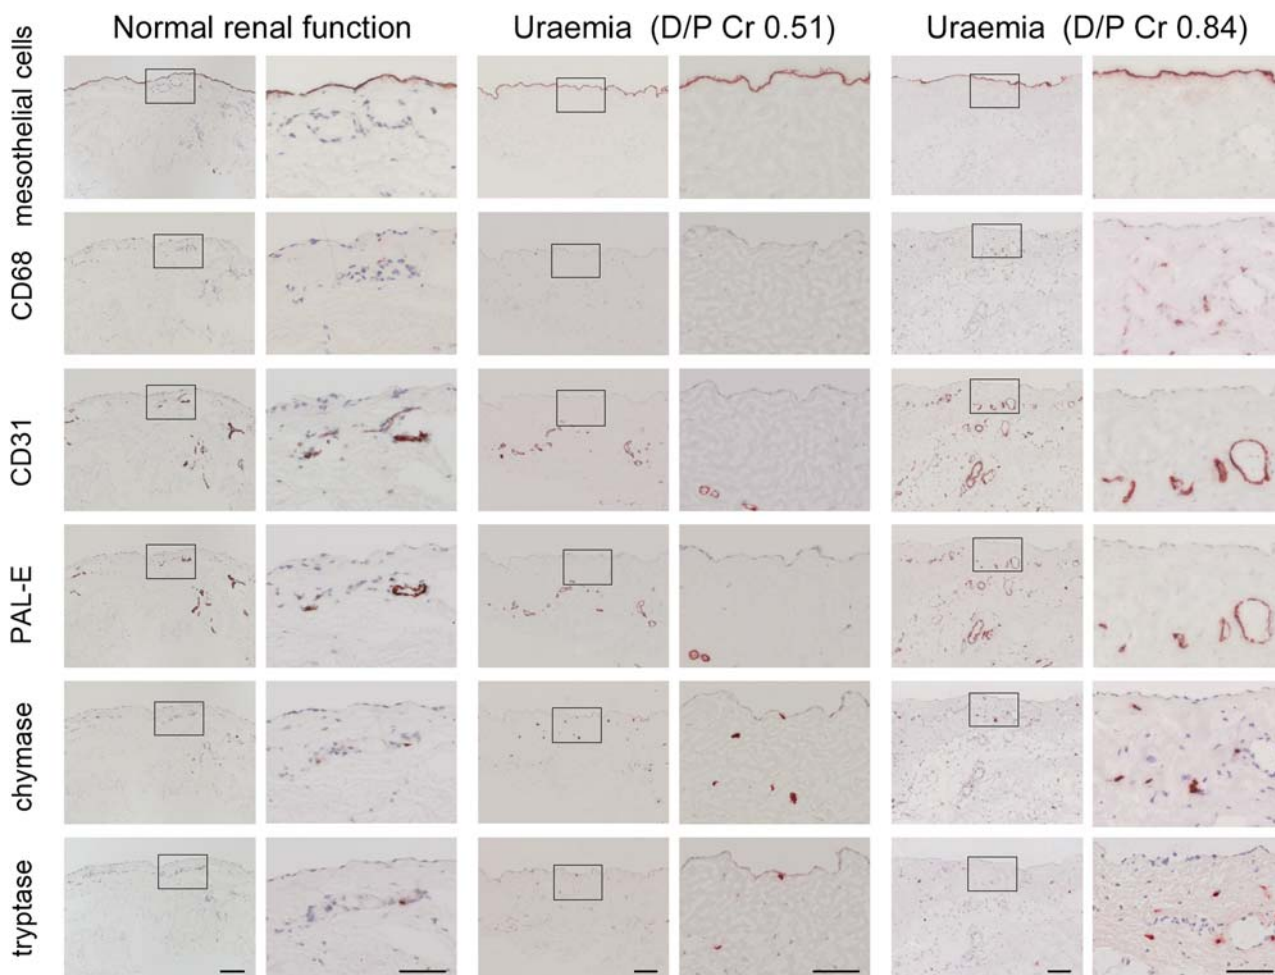 Normal renal function
Uraemia (D/P Cr 0.51)
Uraemia (D/P Cr 0.84)
mesothelial cells
CD68
CD31
PAL-E
chymase
tryptase